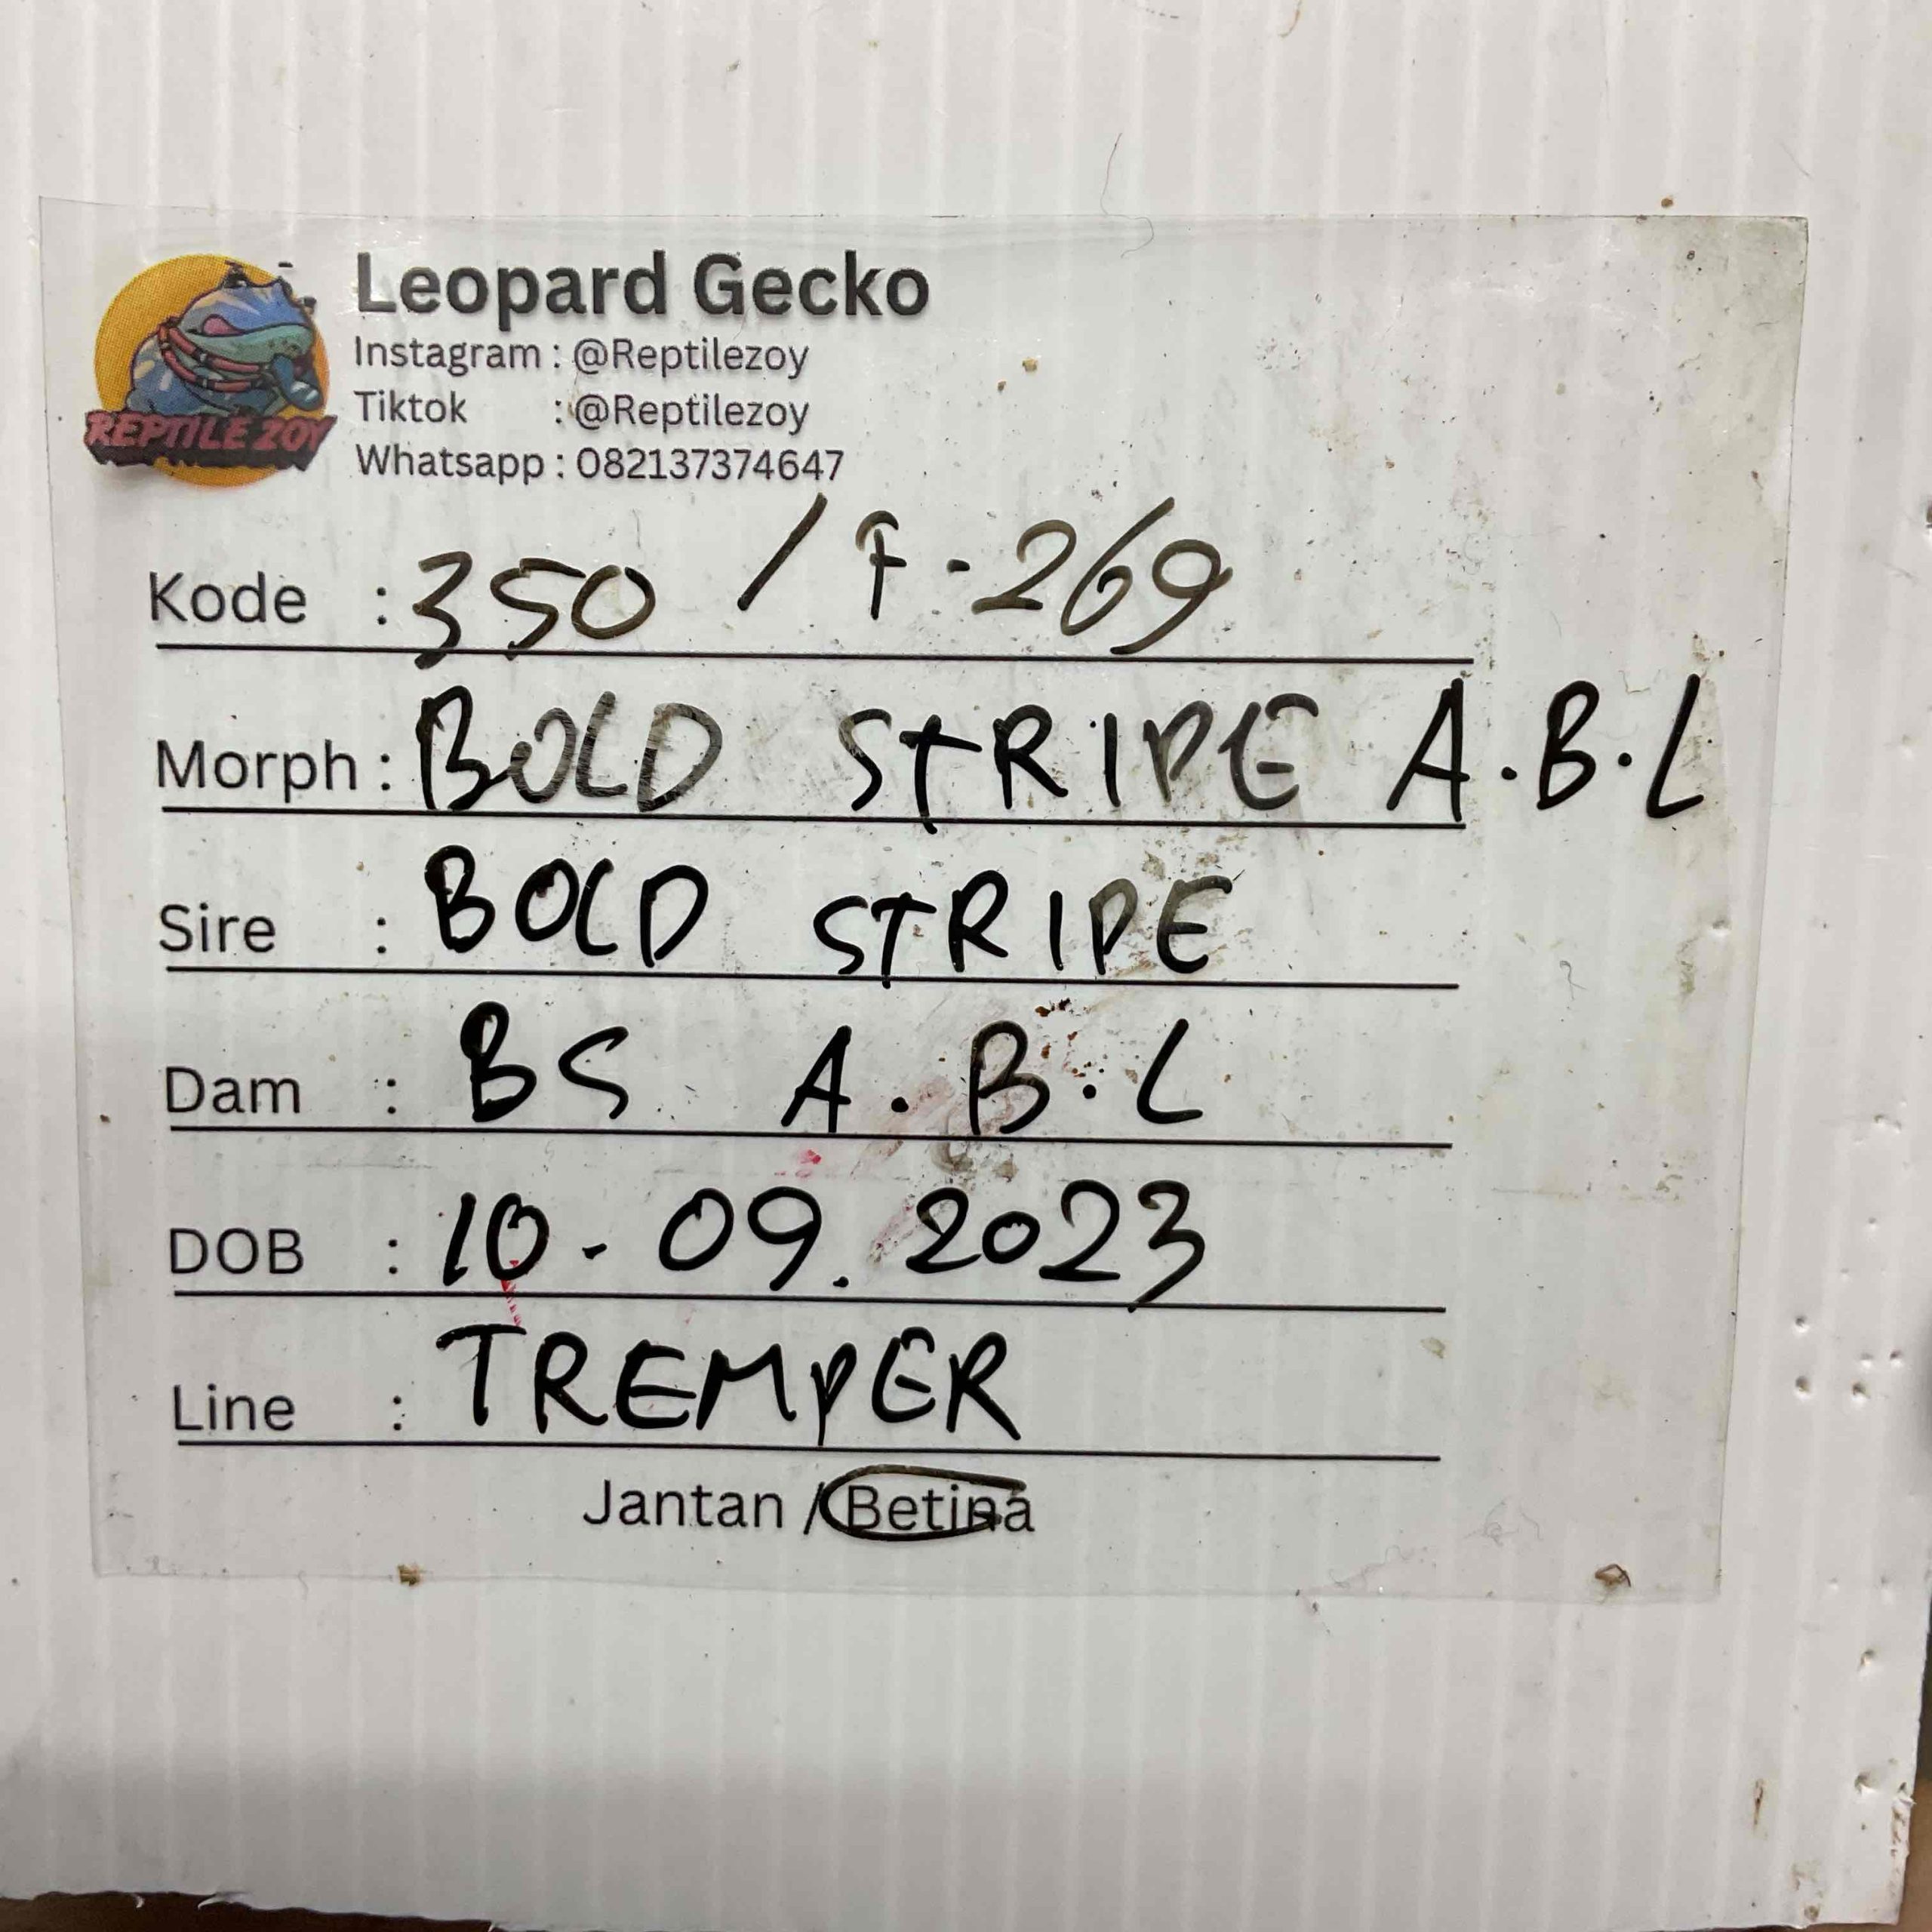 Leopard Gecko
Instagram : @Reptilezoy
Tiktok : @Reptilezoy
Whatsapp : 082137374647
REPTILE ZOY
Kode : 350 / F-269
Morph : BOLD STRIPE A.B.L
Sire : BOLD STRIPE
Dam : BS A.B.L
DOB : 10-09.2023
Line : TREMPER
Jantan / Betina